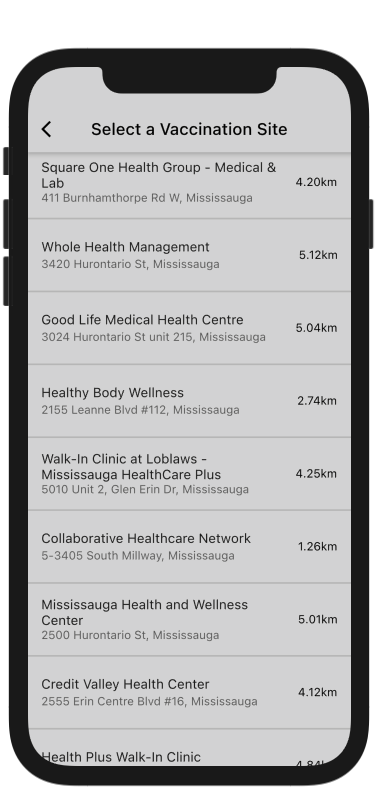 Select a Vaccination Site
Square One Health Group - Medical &
Lab
411 Burnhamthorpe Rd W, Mississauga
4.20km
Whole Health Management
3420 Hurontario St, Mississauga
5.12km
Good Life Medical Health Centre
3024 Hurontario St unit 215, Mississauga
5.04km
Healthy Body Wellness
2155 Leanne Blvd #112, Mississauga
2.74km
Walk-In Clinic at Loblaws -
Mississauga HealthCare Plus
5010 Unit 2, Glen Erin Dr, Mississauga
4.25km
Collaborative Healthcare Network
5-3405 South Millway, Mississauga
1.26km
Mississauga Health and Wellness
Center
2500 Hurontario St, Mississauga
5.01km
Credit Valley Health Center
2555 Erin Centre Blvd #16, Mississauga
4.12km
Health Plus Walk-In Clinic